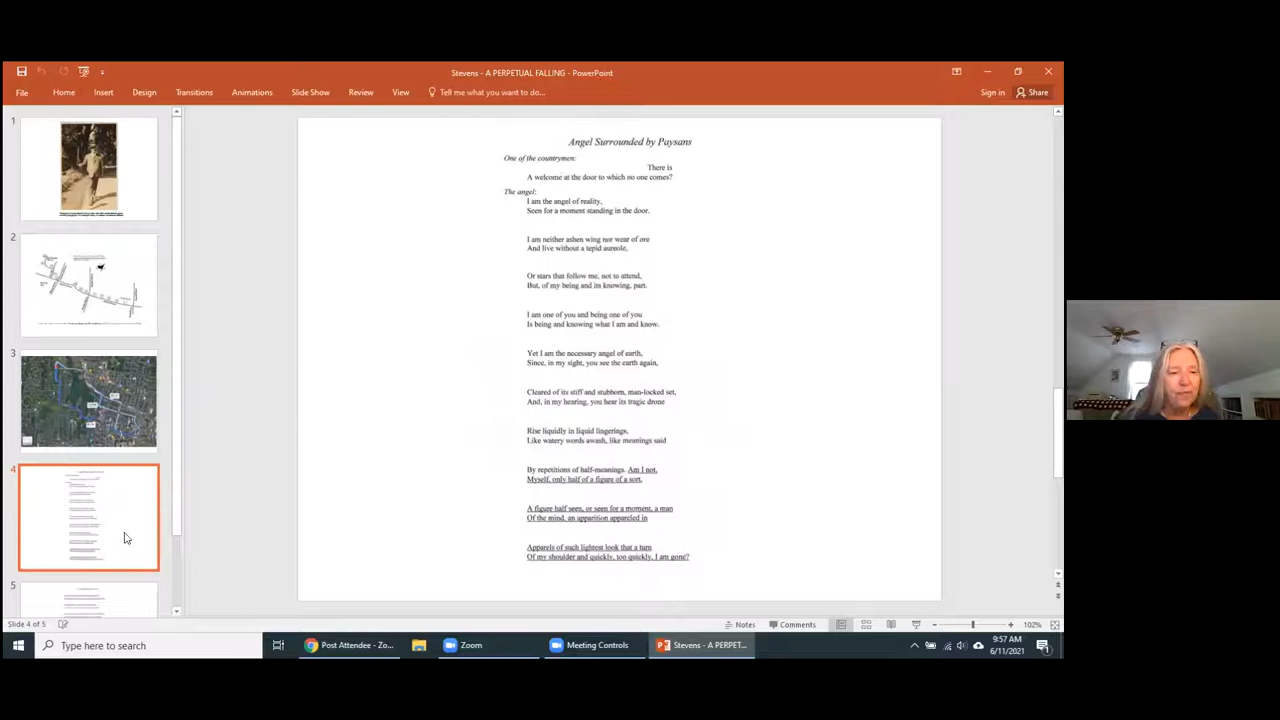 Stevens - A PERPETUAL FALLING - PowerPoint
File Home Insert Design Transitions Animations Slide Show Review View Tell me what you want to do... Sign in Share
1
2
3
4
5
Angel Surrounded by Paysans
One of the countrymen:
There is
A welcome at the door to which no one comes?
The angel:
I am the angel of reality,
Seen for a moment standing in the door.
I am neither ashen wing nor wear of ore
And live without a tepid aureole,
Or stars that follow me, not to attend,
But, of my being and its knowing, part.
I am one of you and being one of you
Is being and knowing what I am and know.
Yet I am the necessary angel of earth,
Since, in my sight, you see the earth again,
Cleared of its stiff and stubborn, man-locked set,
And, in my hearing, you hear its tragic drone
Rise liquidly in liquid lingerings,
Like watery words awash, like meanings said
By repetitions of half-meanings. Am I not,
Myself, only half of a figure of a sort,
A figure half seen, or seen for a moment, a man
Of the mind, an apparition appareled in
Apparels of such lightest look that a turn
Of my shoulder and quickly, too quickly, I am gone?
Slide 4 of 5 Notes Comments 102%
Type here to search Post Attendee - Zo... Zoom Meeting Controls Stevens - A PERPET... 9:57 AM
6/11/2021